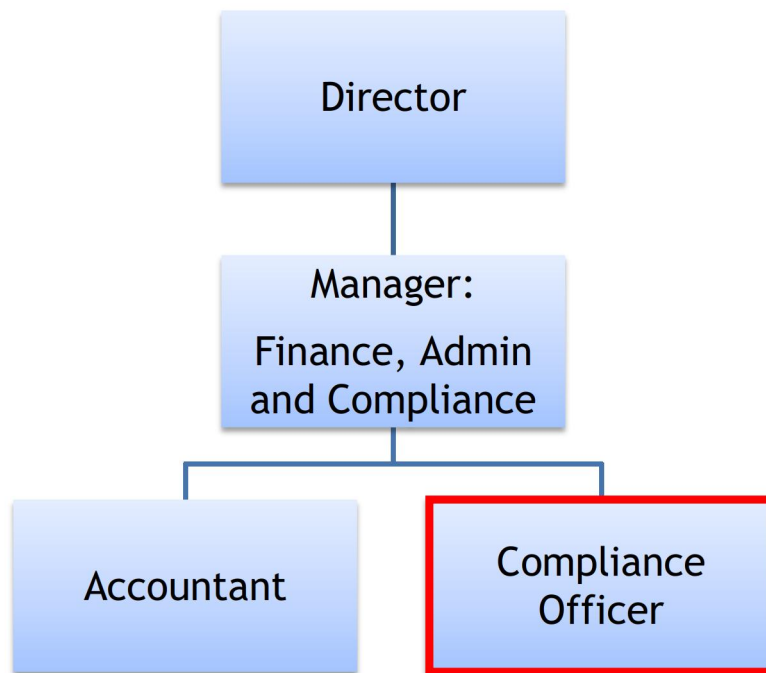 Director
Manager:
Finance, Admin
and Compliance
Accountant
Compliance
Officer